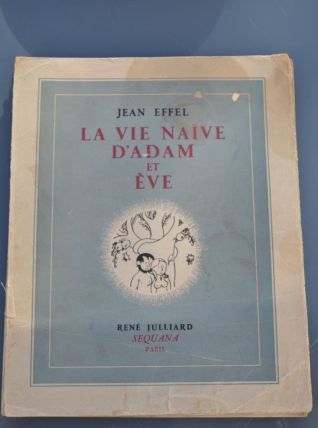 JEAN EFFEL
LA VIE NAÏVE
D'ADAM
ET
ÈVE
RENÉ JULLIARD
SEQUANA
PARIS